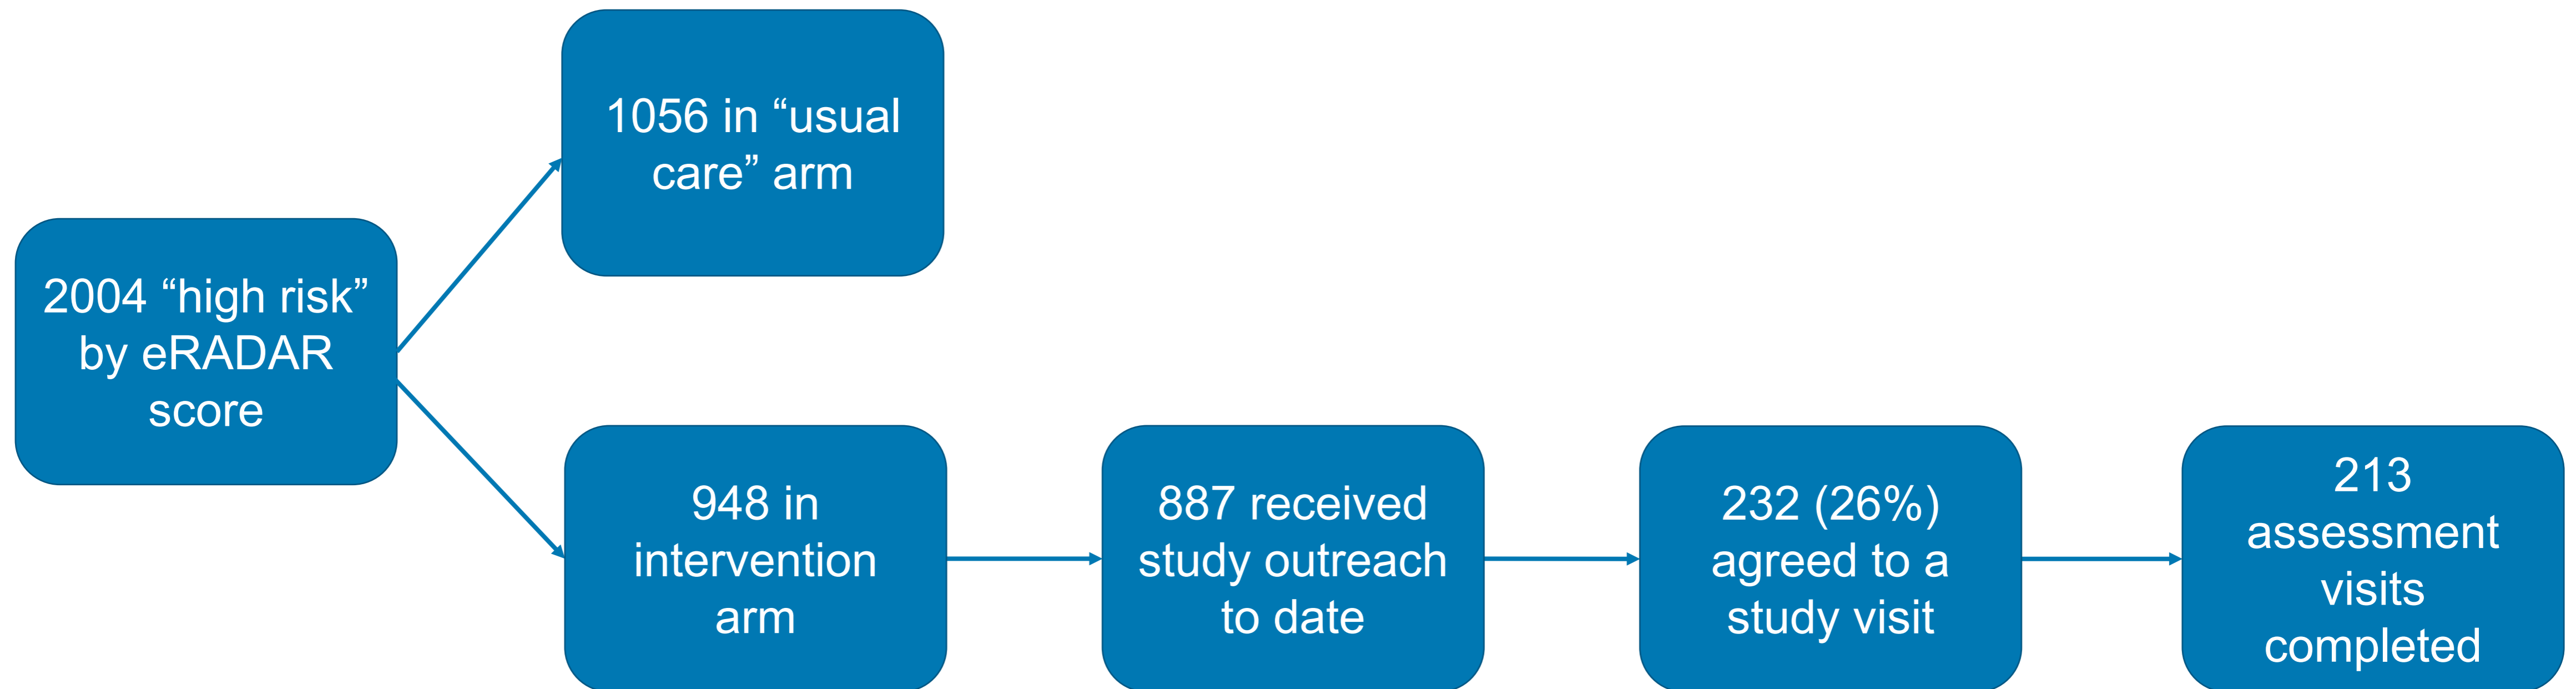 2004 “high risk”
by eRADAR
score
1056 in “usual
care” arm
948 in
intervention
arm
887 received
study outreach
to date
232 (26%)
agreed to a
study visit
213
assessment
visits
completed